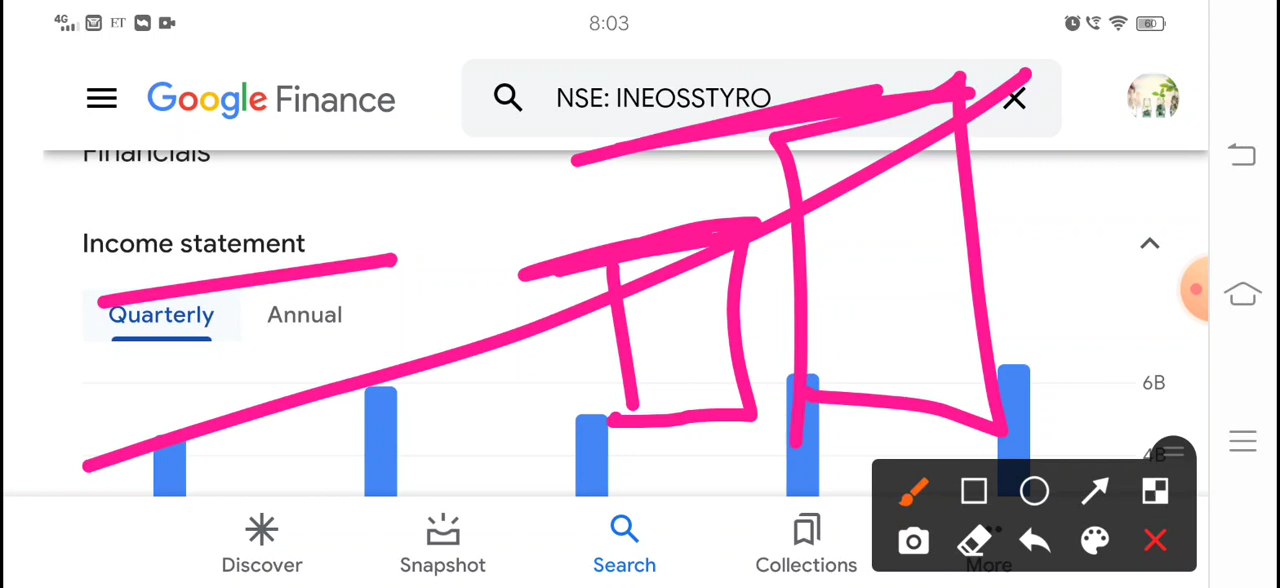 4G ET 8:03 60
Google Finance NSE: INEOSSTYRO
Financials
Income statement
Quarterly Annual
6B
4B
Discover Snapshot Search Collections More